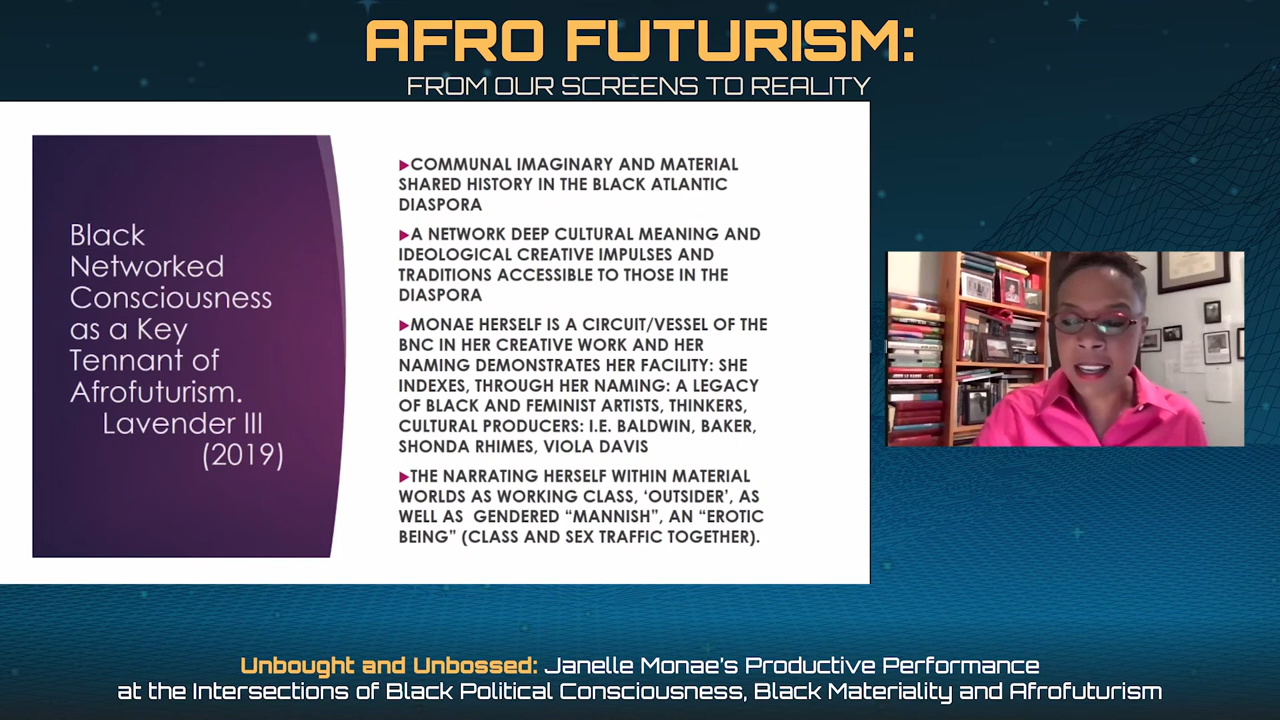 AFRO FUTURISM:
FROM OUR SCREENS TO REALITY
Black
Networked
Consciousness
as a Key
Tennant of
Afrofuturism.
Lavender III
(2019)
▶COMMUNAL IMAGINARY AND MATERIAL
SHARED HISTORY IN THE BLACK ATLANTIC
DIASPORA
▶A NETWORK DEEP CULTURAL MEANING AND
IDEOLOGICAL CREATIVE IMPULSES AND
TRADITIONS ACCESSIBLE TO THOSE IN THE
DIASPORA
▶MONAE HERSELF IS A CIRCUIT/VESSEL OF THE
BNC IN HER CREATIVE WORK AND HER
NAMING DEMONSTRATES HER FACILITY: SHE
INDEXES, THROUGH HER NAMING: A LEGACY
OF BLACK AND FEMINIST ARTISTS, THINKERS,
CULTURAL PRODUCERS: I.E. BALDWIN, BAKER,
SHONDA RHIMES, VIOLA DAVIS
▶THE NARRATING HERSELF WITHIN MATERIAL
WORLDS AS WORKING CLASS, ‘OUTSIDER’, AS
WELL AS GENDERED “MANNISH”, AN “EROTIC
BEING” (CLASS AND SEX TRAFFIC TOGETHER).
Unbought and Unbossed: Janelle Monae’s Productive Performance
at the Intersections of Black Political Consciousness, Black Materiality and Afrofuturism